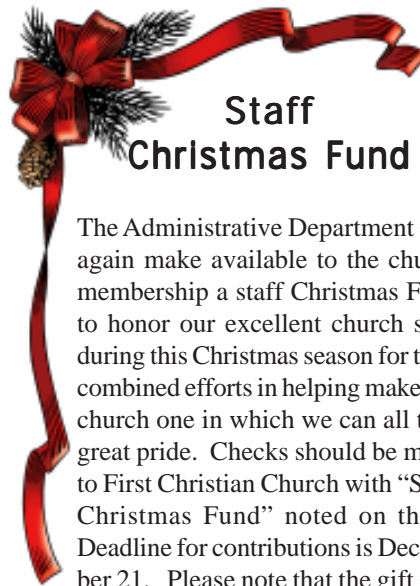 Staff
Christmas Fund
The Administrative Department
again make available to the chu
membership a staff Christmas F
to honor our excellent church s
during this Christmas season for t
combined efforts in helping make
church one in which we can all t
great pride.  Checks should be m
to First Christian Church with “S
Christmas Fund” noted on th
Deadline for contributions is Dec
ber 21.   Please note that the gift